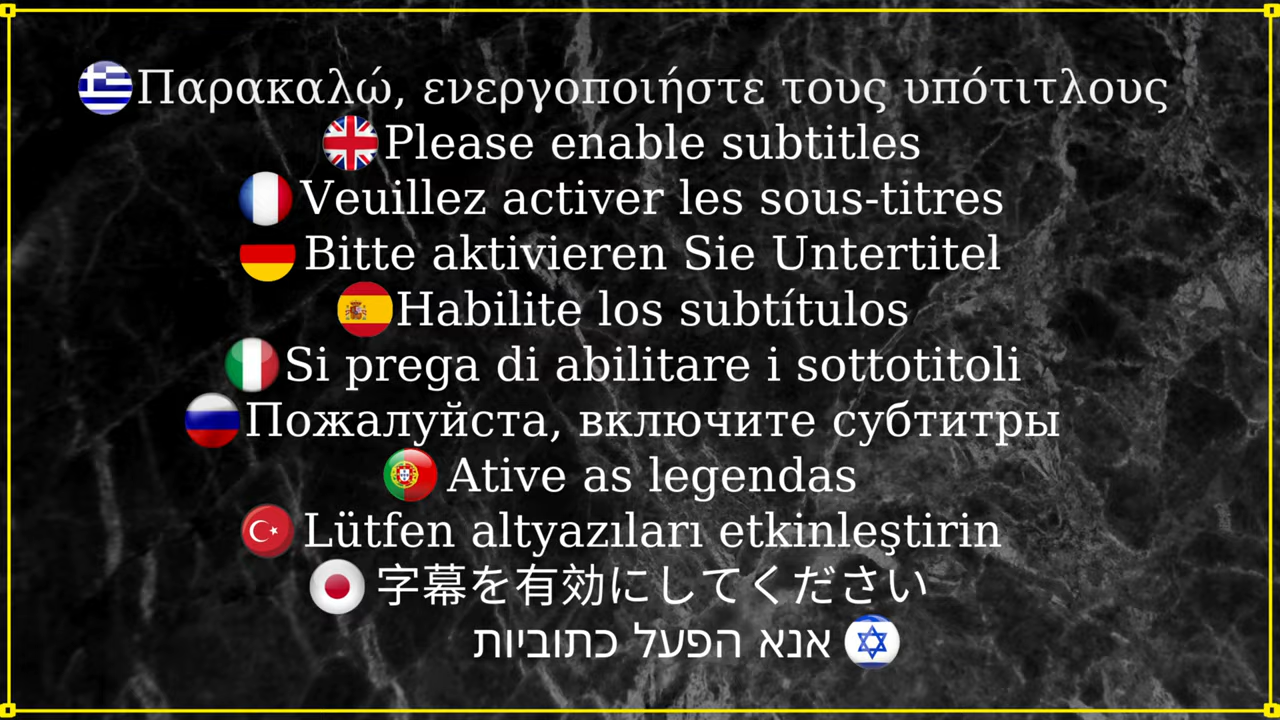 Παρακαλώ, ενεργοποιήστε τους υπότιτλους
Please enable subtitles
Veuillez activer les sous-titres
Bitte aktivieren Sie Untertitel
Habilite los subtítulos
Si prega di abilitare i sottotitoli
Пожалуйста, включите субтитры
Ative as legendas
Lütfen altyazıları etkinleştirin
字幕を有効にしてください
אנא הפעל כתוביות